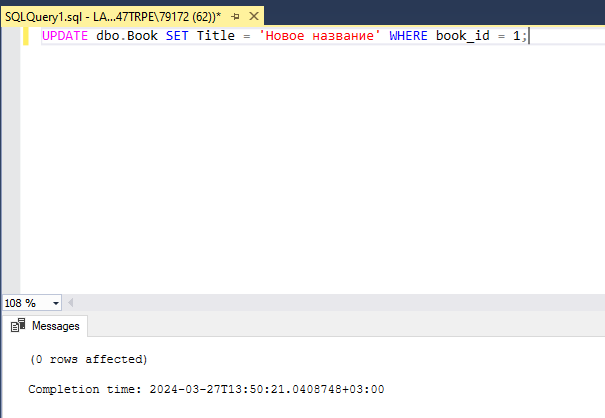 SQLQuery1.sql - LA...47TRPE\79172 (62))*
UPDATE dbo.Book SET Title = 'Новое название' WHERE book_id = 1;
108 %
Messages
(0 rows affected)
Completion time: 2024-03-27T13:50:21.0408748+03:00